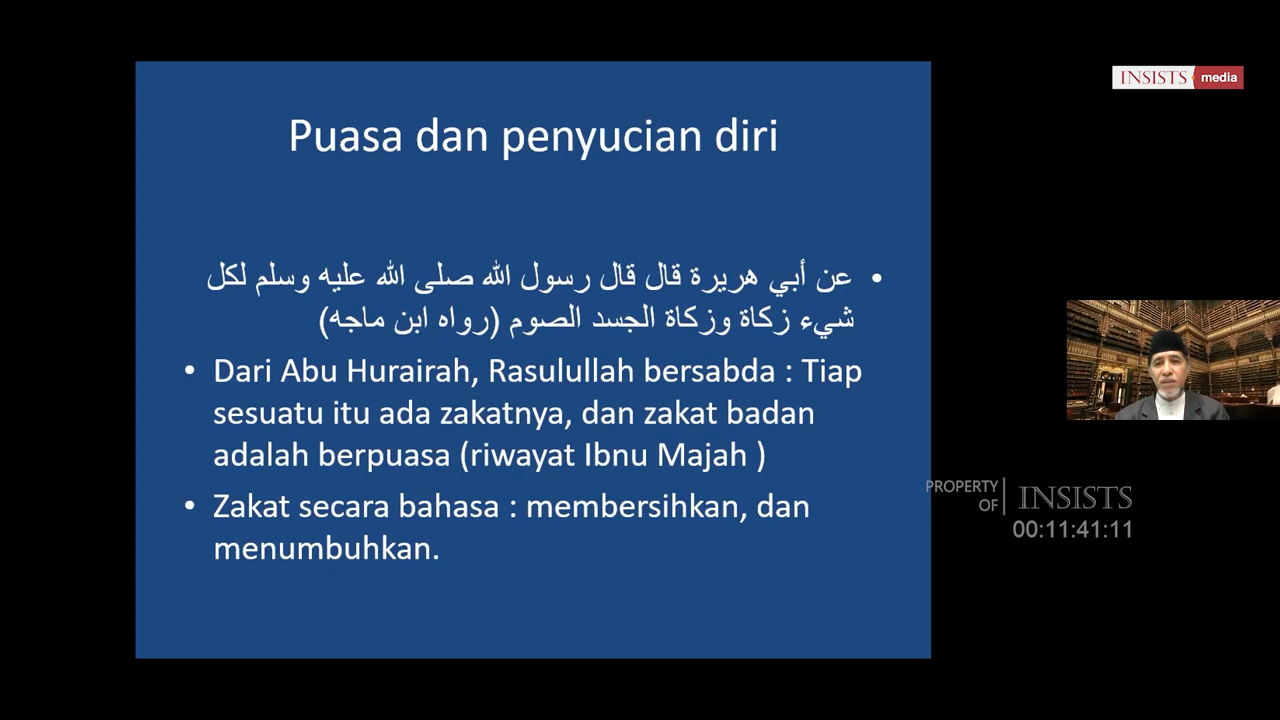 INSISTS media
Puasa dan penyucian diri
• عن أبي هريرة قال قال رسول الله صلى الله عليه وسلم لكل
شيء زكاة وزكاة الجسد الصوم (رواه ابن ماجه)
• Dari Abu Hurairah, Rasulullah bersabda : Tiap
sesuatu itu ada zakatnya, dan zakat badan
adalah berpuasa (riwayat Ibnu Majah )
• Zakat secara bahasa : membersihkan, dan
menumbuhkan.
PROPERTY
OF
INSISTS
00:11:41:11